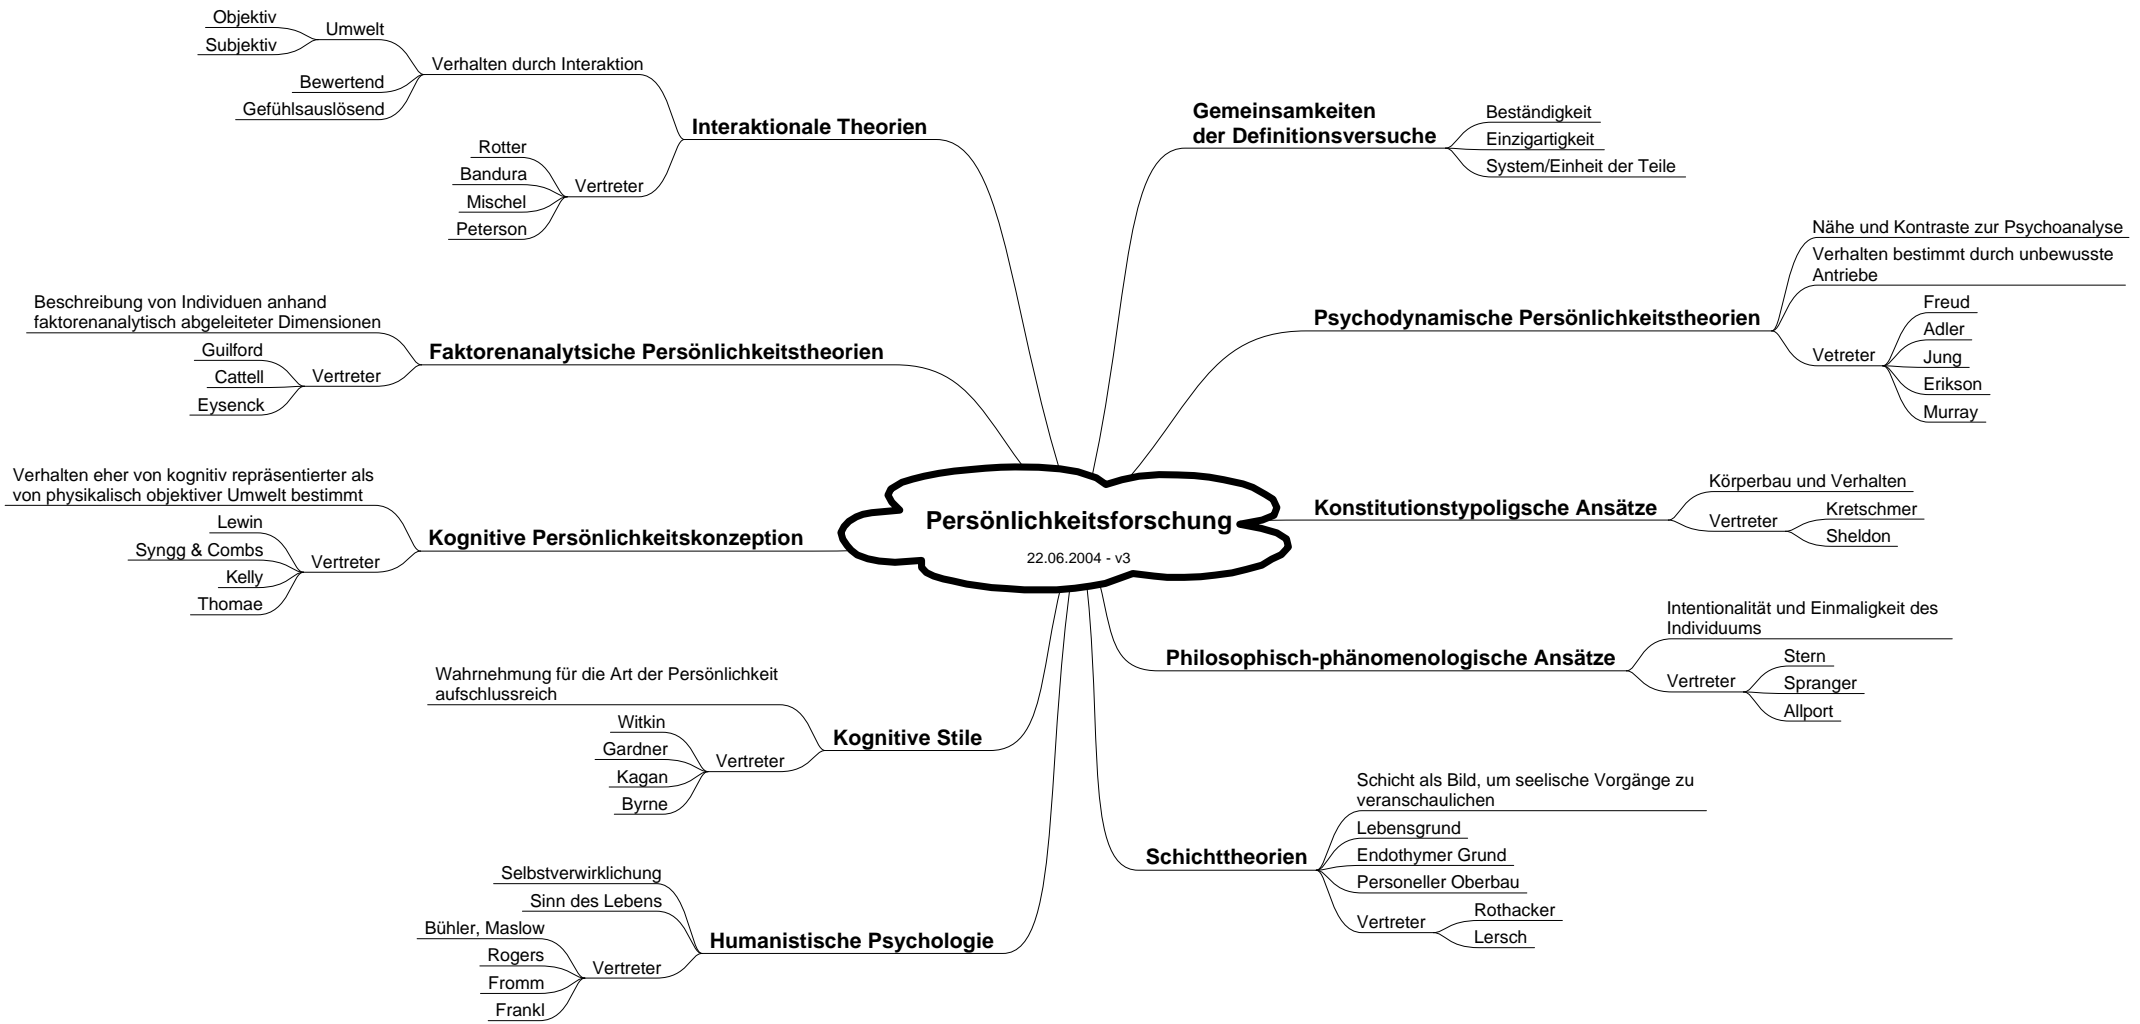 Persönlichkeitsforschung
22.06.2004 - v3
Gemeinsamkeiten
der Definitionsversuche
Beständigkeit
Einzigartigkeit
System/Einheit der Teile
Psychodynamische Persönlichkeitstheorien
Nähe und Kontraste zur Psychoanalyse
Verhalten bestimmt durch unbewusste
Antriebe
Vetreter
Freud
Adler
Jung
Erikson
Murray
Konstitutionstypoligsche Ansätze
Körperbau und Verhalten
Vertreter
Kretschmer
Sheldon
Philosophisch-phänomenologische Ansätze
Intentionalität und Einmaligkeit des
Individuums
Vertreter
Stern
Spranger
Allport
Schichttheorien
Schicht als Bild, um seelische Vorgänge zu
veranschaulichen
Lebensgrund
Endothymer Grund
Personeller Oberbau
Vertreter
Rothacker
Lersch
Interaktionale Theorien
Verhalten durch Interaktion
Umwelt
Objektiv
Subjektiv
Bewertend
Gefühlsauslösend
Vertreter
Rotter
Bandura
Mischel
Peterson
Faktorenanalytsiche Persönlichkeitstheorien
Beschreibung von Individuen anhand
faktorenanalytisch abgeleiteter Dimensionen
Vertreter
Guilford
Cattell
Eysenck
Kognitive Persönlichkeitskonzeption
Verhalten eher von kognitiv repräsentierter als
von physikalisch objektiver Umwelt bestimmt
Vertreter
Lewin
Syngg & Combs
Kelly
Thomae
Kognitive Stile
Wahrnehmung für die Art der Persönlichkeit
aufschlussreich
Vertreter
Witkin
Gardner
Kagan
Byrne
Humanistische Psychologie
Selbstverwirklichung
Sinn des Lebens
Vertreter
Bühler, Maslow
Rogers
Fromm
Frankl